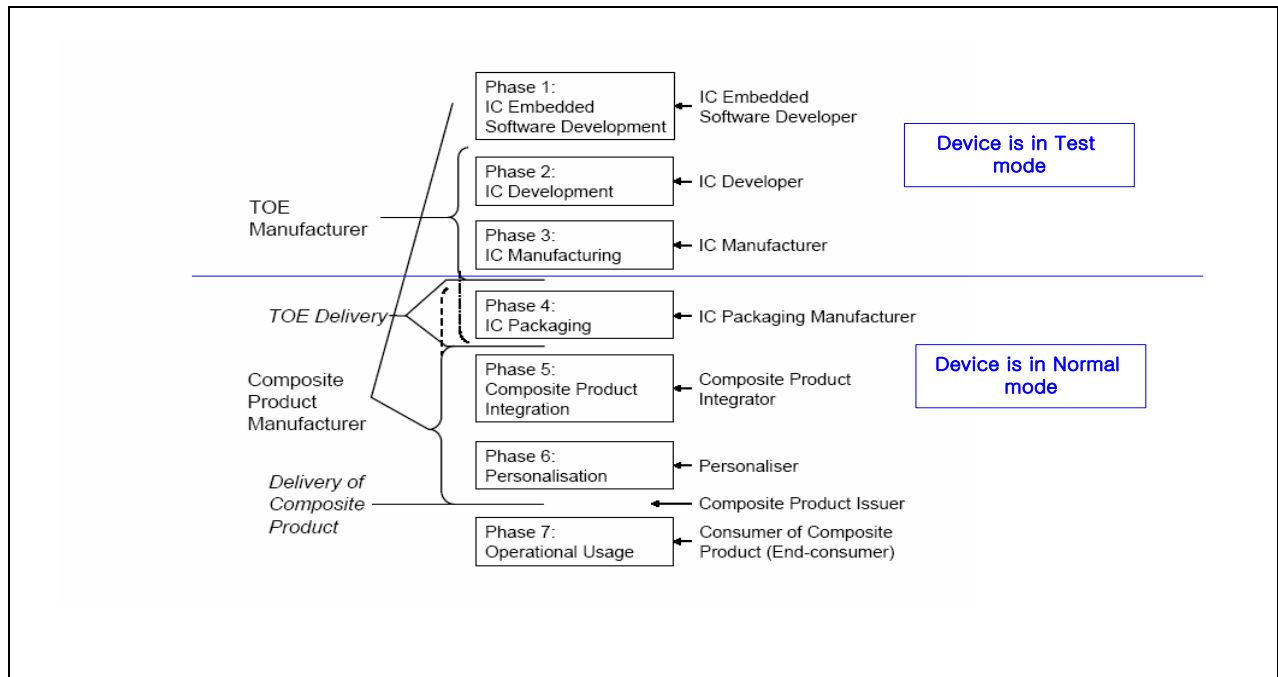 Phase 1:
IC Embedded
Software Development
IC Embedded
Software Developer
Device is in Test
mode
Phase 2:
IC Development
IC Developer
TOE
Manufacturer
Phase 3:
IC Manufacturing
IC Manufacturer
TOE Delivery
Phase 4:
IC Packaging
IC Packaging Manufacturer
Device is in Normal
mode
Composite
Product
Manufacturer
Phase 5:
Composite Product
Integration
Composite Product
Integrator
Phase 6:
Personalisation
Personaliser
Delivery of
Composite
Product
Composite Product Issuer
Phase 7:
Operational Usage
Consumer of Composite
Product (End-consumer)